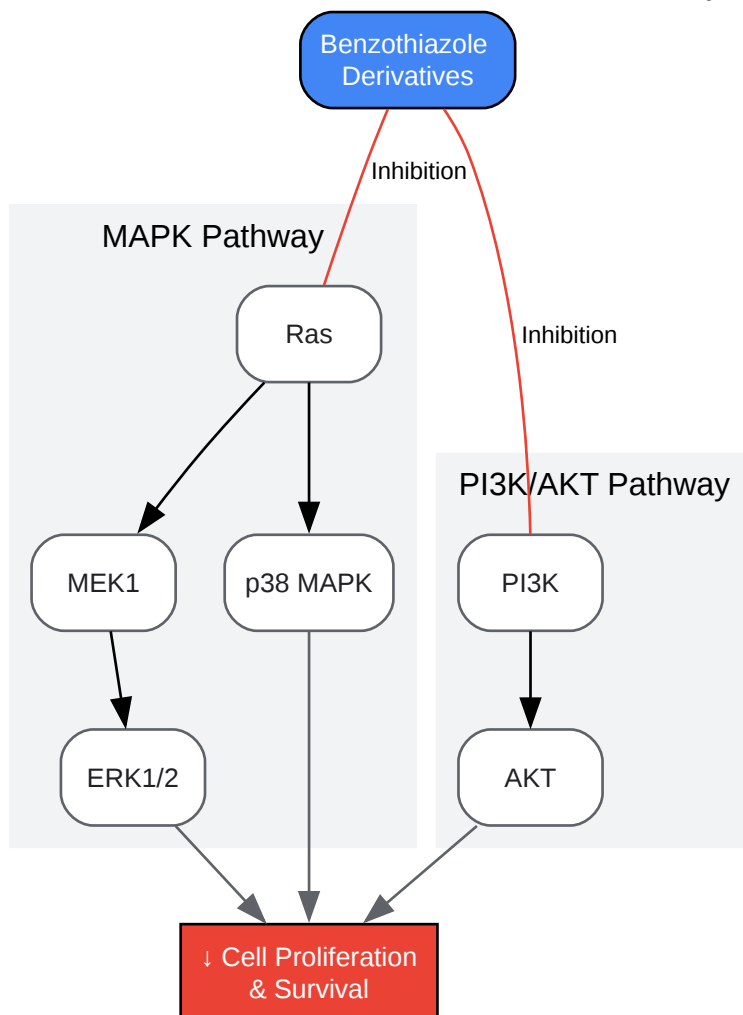 Benzothiazole
Derivatives
Inhibition
MAPK Pathway
Ras
Inhibition
PI3K/AKT Pathway
MEK1
p38 MAPK
PI3K
ERK1/2
AKT
↓ Cell Proliferation
& Survival